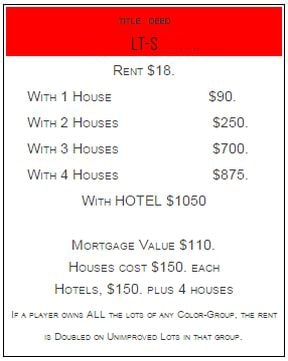 TITLE DEED
LT-S
RENT $18.
WITH 1 HOUSE $90.
WITH 2 HOUSES $250.
WITH 3 HOUSES $700.
WITH 4 HOUSES $875.
WITH HOTEL $1050
MORTGAGE VALUE $110.
HOUSES COST $150. EACH
HOTELS, $150. PLUS 4 HOUSES
IF A PLAYER OWNS ALL THE LOTS OF ANY COLOR-GROUP, THE RENT
IS DOUBLED ON UNIMPROVED LOTS IN THAT GROUP.